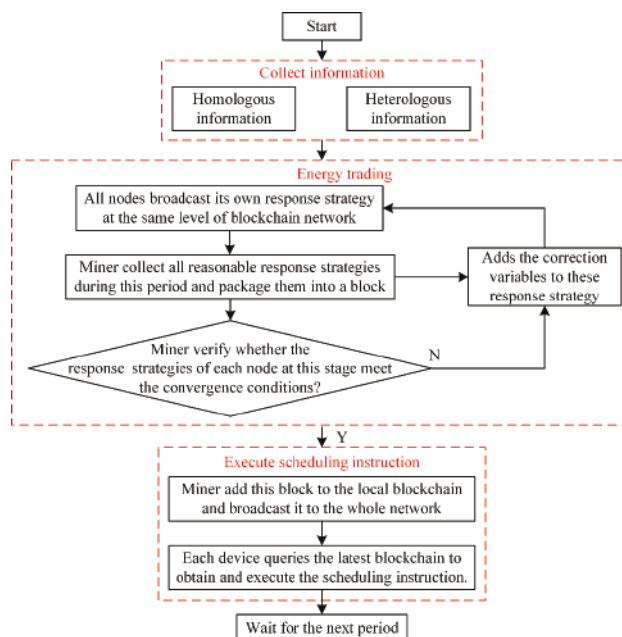 Start
Collect information
Homologous
information
Heterologous
information
Energy trading
All nodes broadcast its own response strategy
at the same level of blockchain network
Miner collect all reasonable response strategies
during this period and package them into a block
Adds the correction
variables to these
response strategy
Miner verify whether the
response strategies of each node at this stage meet
the convergence conditions?
N
Y
Execute scheduling instruction
Miner add this block to the local blockchain
and broadcast it to the whole network
Each device queries the latest blockchain to
obtain and execute the scheduling instruction.
Wait for the next period